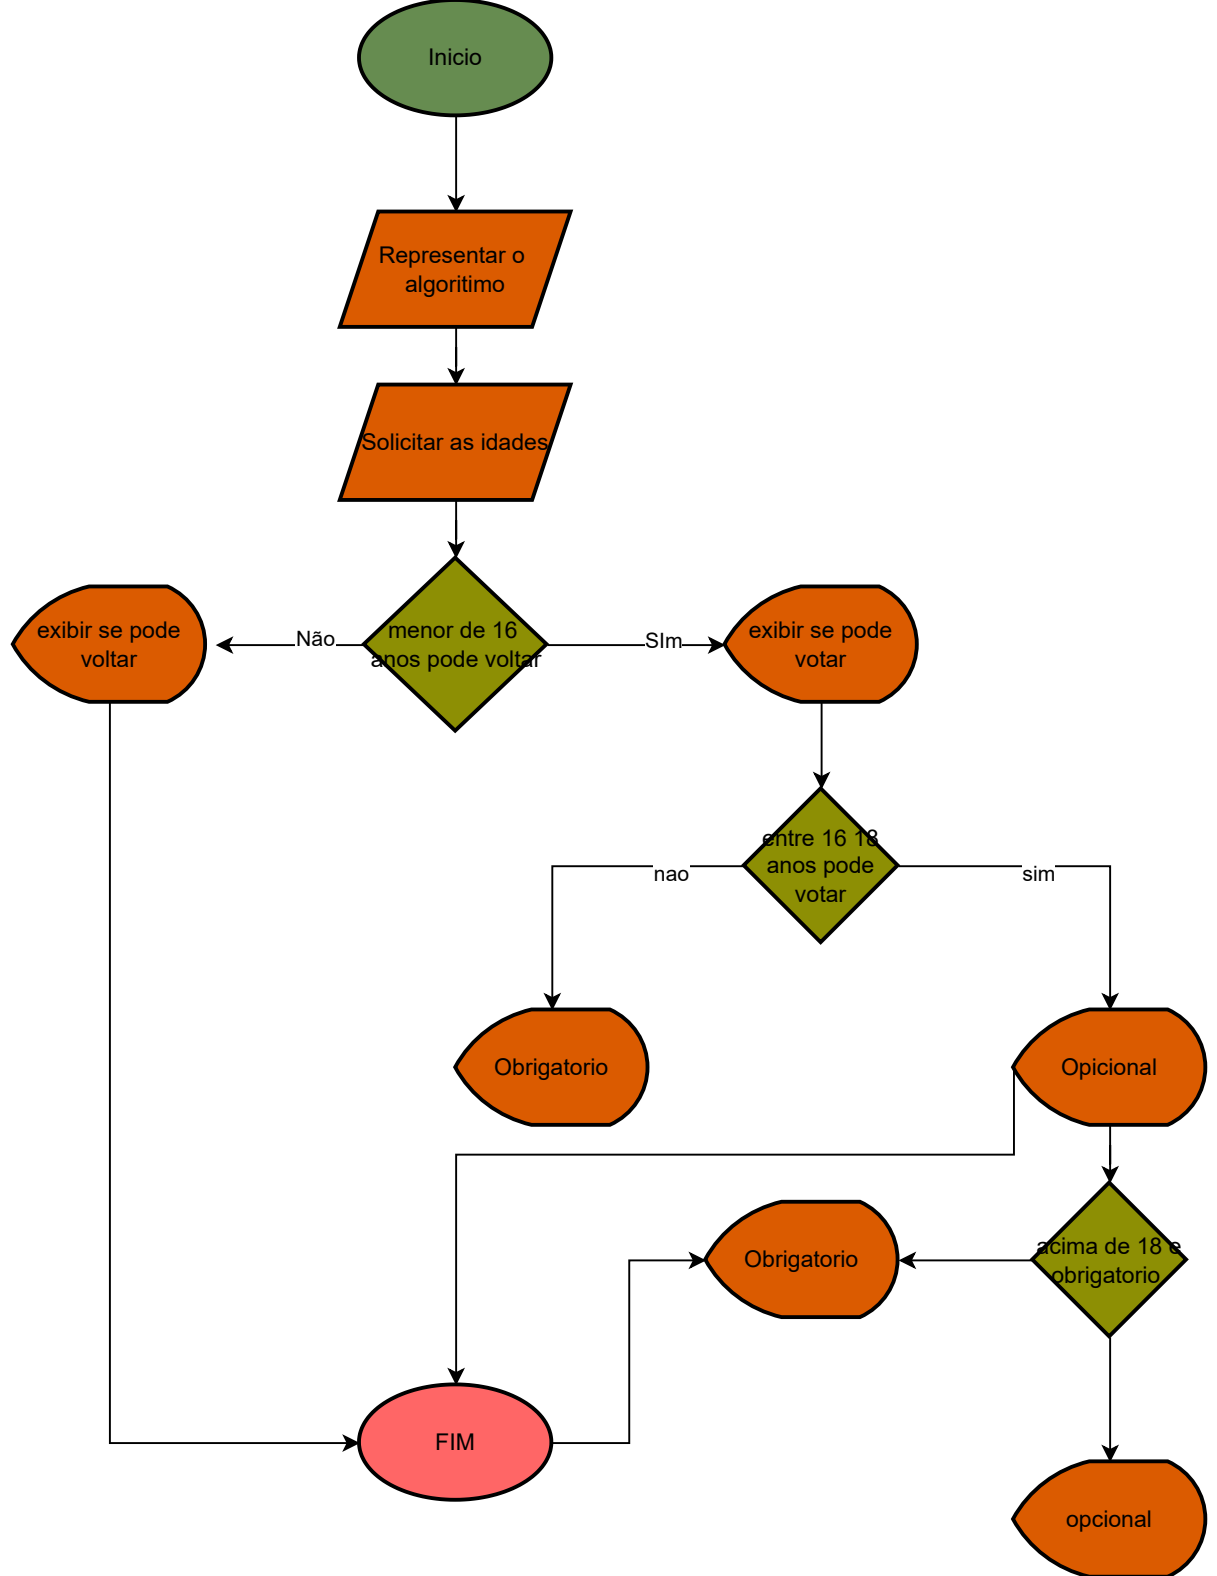 Inicio
Representar o
algoritimo
Solicitar as idades
exibir se pode
voltar
Não
menor de 16
anos pode voltar
SIm
exibir se pode
votar
entre 16 18
anos pode
votar
nao
sim
Obrigatorio
Opicional
Obrigatorio
acima de 18 e
obrigatorio
FIM
opcional